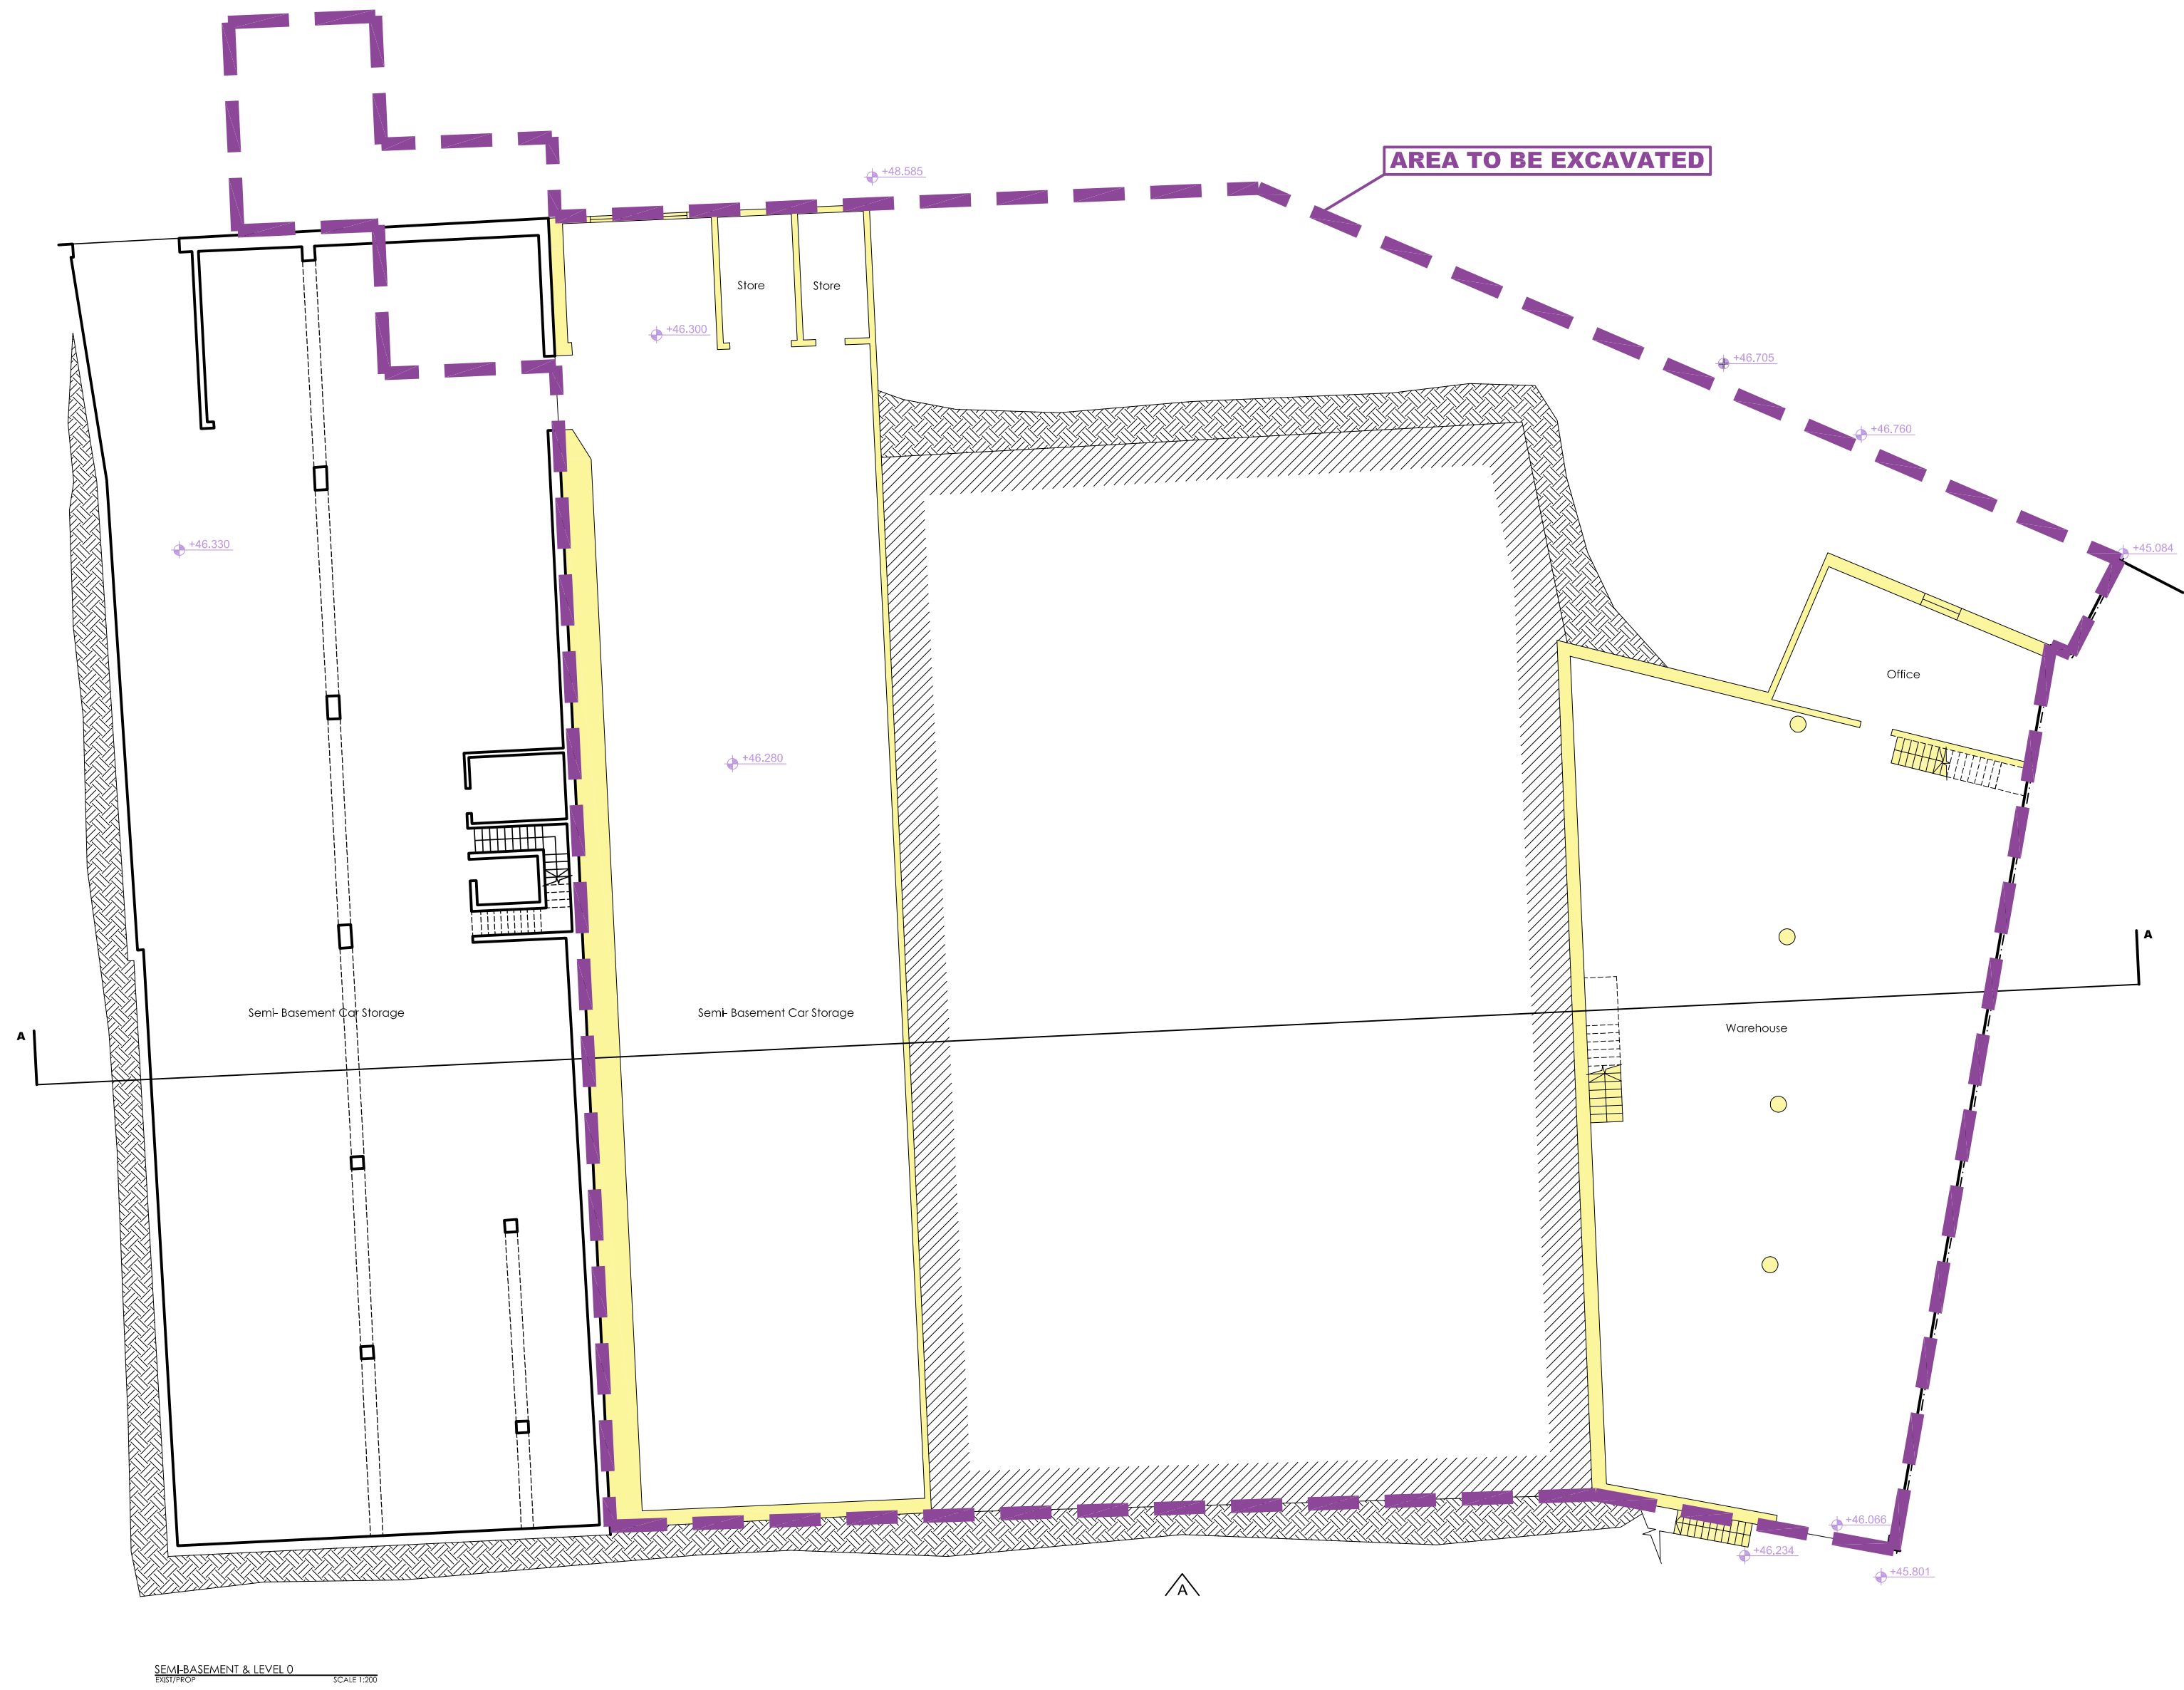 AREA TO BE EXCAVATED
+48.585
Store
Store
+46.300
+46.705
+46.760
+46.330
+45.084
Office
+46.280
A
Semi- Basement Car Storage
Semi- Basement Car Storage
Warehouse
A
+46.066
+46.234
+45.801
A
SEMI-BASEMENT & LEVEL 0
EXIST/PROP SCALE 1:200